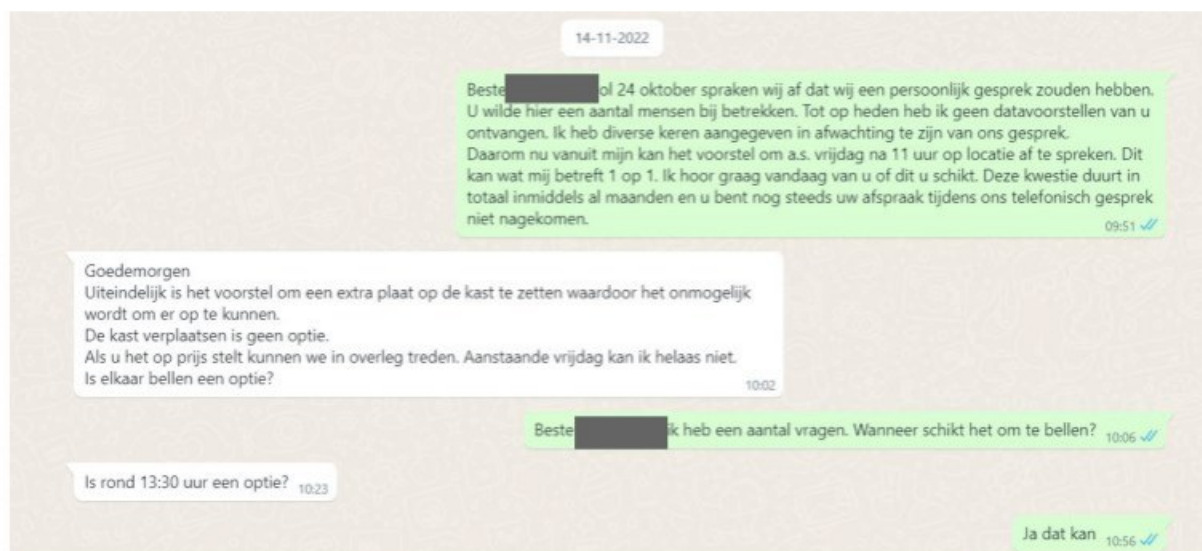 14-11-2022
Beste ol 24 oktober spraken wij af dat wij een persoonlijk gesprek zouden hebben.
U wilde hier een aantal mensen bij betrekken. Tot op heden heb ik geen datavoorstellen van u
ontvangen. Ik heb diverse keren aangegeven in afwachting te zijn van ons gesprek.
Daarom nu vanuit mijn kan het voorstel om a.s. vrijdag na 11 uur op locatie af te spreken. Dit
kan wat mij betreft 1 op 1. Ik hoor graag vandaag van u of dit u schikt. Deze kwestie duurt in
totaal inmiddels al maanden en u bent nog steeds uw afspraak tijdens ons telefonisch gesprek
niet nagekomen.
09:51
Goedemorgen
Uiteindelijk is het voorstel om een extra plaat op de kast te zetten waardoor het onmogelijk
wordt om er op te kunnen.
De kast verplaatsen is geen optie.
Als u het op prijs stelt kunnen we in overleg treden. Aanstaande vrijdag kan ik helaas niet.
Is elkaar bellen een optie?
10:02
Beste ik heb een aantal vragen. Wanneer schikt het om te bellen? 10:06
Is rond 13:30 uur een optie? 10:23
Ja dat kan 10:56